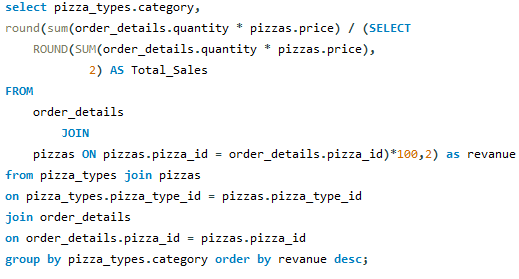 select pizza_types.category,
round(sum(order_details.quantity * pizzas.price) / (SELECT
ROUND(SUM(order_details.quantity * pizzas.price),
2) AS Total_Sales
FROM
order_details
JOIN
pizzas ON pizzas.pizza_id = order_details.pizza_id)*100,2) as revanue
from pizza_types join pizzas
on pizza_types.pizza_type_id = pizzas.pizza_type_id
join order_details
on order_details.pizza_id = pizzas.pizza_id
group by pizza_types.category order by revanue desc;